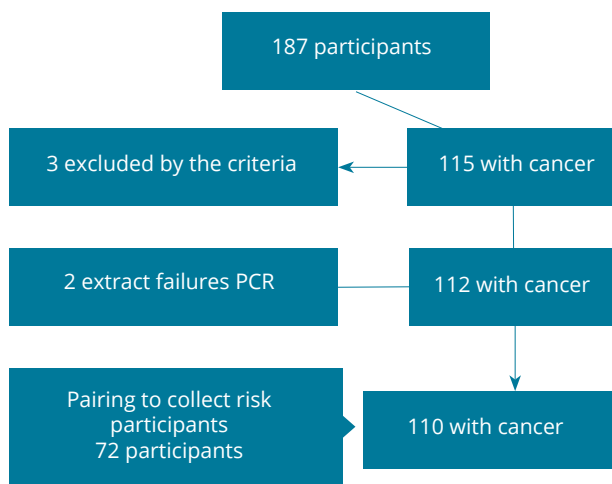 187 participants
3 excluded by the criteria
115 with cancer
2 extract failures PCR
112 with cancer
Pairing to collect risk
participants
72 participants
110 with cancer